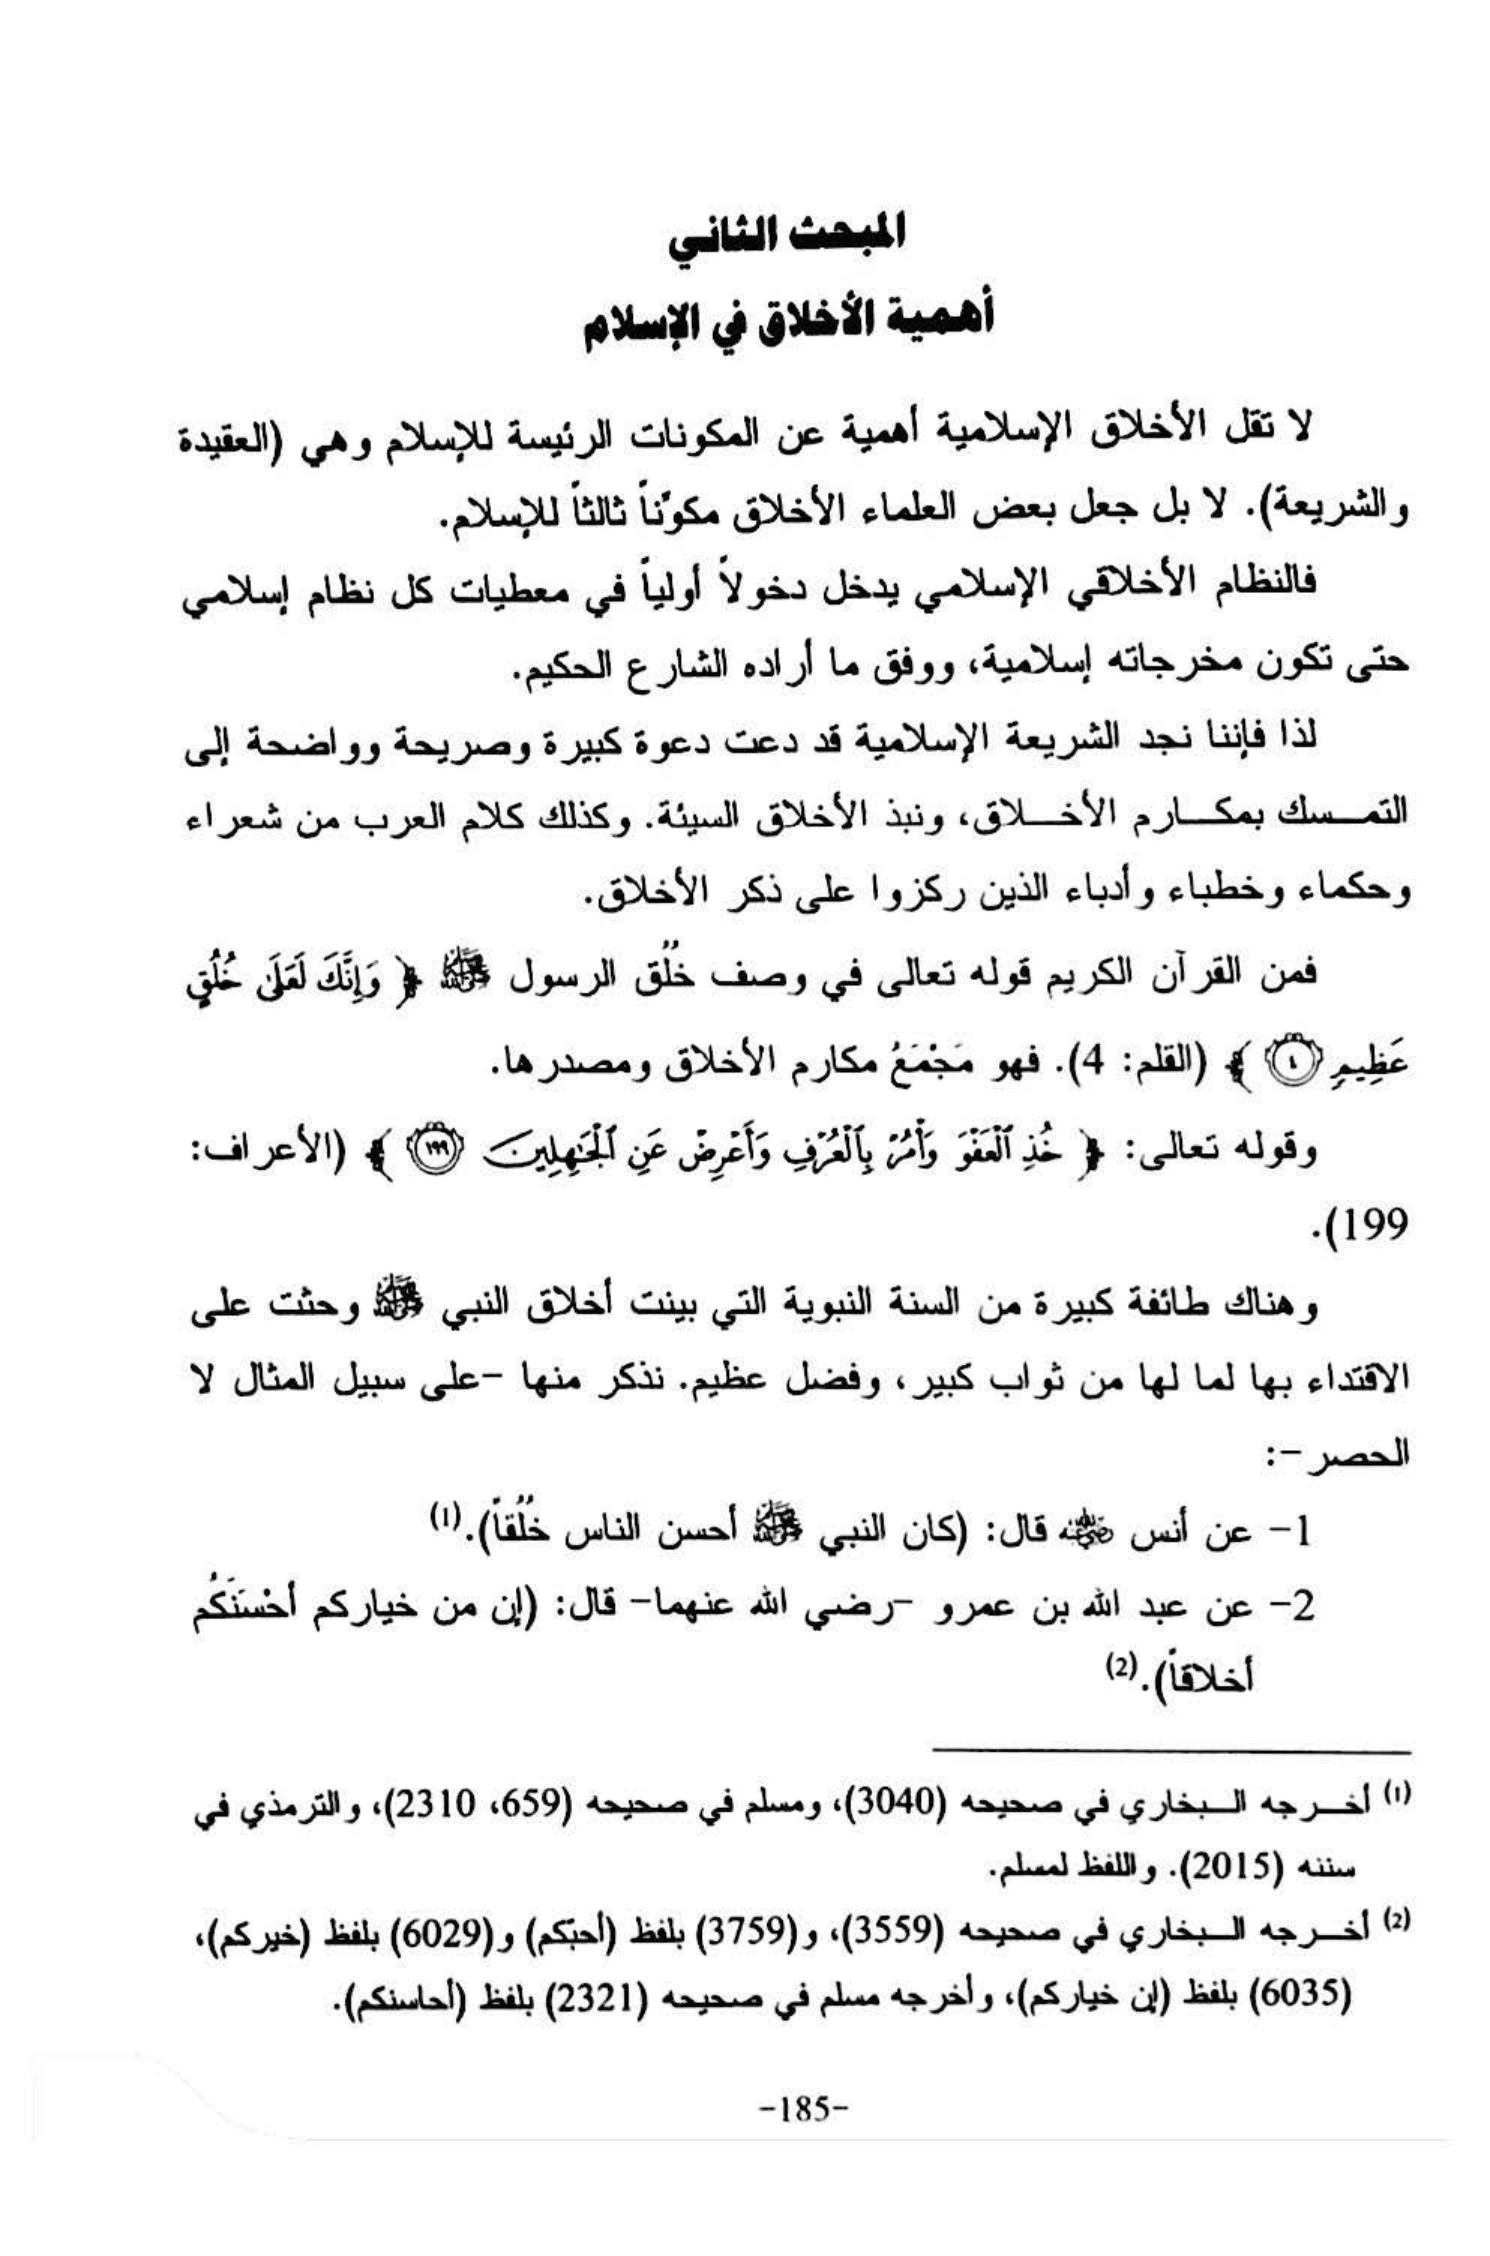 المبحث الثاني
أهمية الأخلاق في الإسلام
لا تقل الأخلاق الإسلامية أهمية عن المكونات الرئيسة للإسلام وهي (العقيدة
والشريعة). لا بل جعل بعض العلماء الأخلاق مكوّناً ثالثاً للإسلام.
فالنظام الأخلاقي الإسلامي يدخل دخولاً أولياً في معطيات كل نظام إسلامي
حتى تكون مخرجاته إسلامية، ووفق ما أراده الشارع الحكيم.
لذا فإننا نجد الشريعة الإسلامية قد دعت دعوة كبيرة وصريحة وواضحة إلى
التمسك بمكارم الأخلاق، ونبذ الأخلاق السيئة. وكذلك كلام العرب من شعراء
وحكماء وخطباء وأدباء الذين ركزوا على ذكر الأخلاق.
فمن القرآن الكريم قوله تعالى في وصف خُلُق الرسول ﷺ ﴿ وَإِنَّكَ لَعَلَىٰ خُلُقٍ
عَظِيمٍ ٤ ﴾ (القلم: 4). فهو مَجْمَعُ مكارم الأخلاق ومصدرها.
وقوله تعالى: ﴿ خُذِ ٱلْعَفْوَ وَأْمُرْ بِٱلْعُرْفِ وَأَعْرِضْ عَنِ ٱلْجَٰهِلِينَ ١٩٩ ﴾ (الأعراف:
199).
وهناك طائفة كبيرة من السنة النبوية التي بينت أخلاق النبي ﷺ وحثت على
الاقتداء بها لما لها من ثواب كبير، وفضل عظيم. نذكر منها -على سبيل المثال لا
الحصر-:
1- عن أنس رضي الله عنه قال: (كان النبي ﷺ أحسن الناس خُلُقاً).(1)
2- عن عبد الله بن عمرو -رضي الله عنهما- قال: (إن من خياركم أحْسَنَكُم
أخلاقاً).(2)
(1) أخرجه البخاري في صحيحه (3040)، ومسلم في صحيحه (659، 2310)، والترمذي في
سننه (2015). واللفظ لمسلم.
(2) أخرجه البخاري في صحيحه (3559)، و(3759) بلفظ (أحبّكم) و(6029) بلفظ (خيركم)،
(6035) بلفظ (إن خياركم)، وأخرجه مسلم في صحيحه (2321) بلفظ (أحاسنكم).
-185-